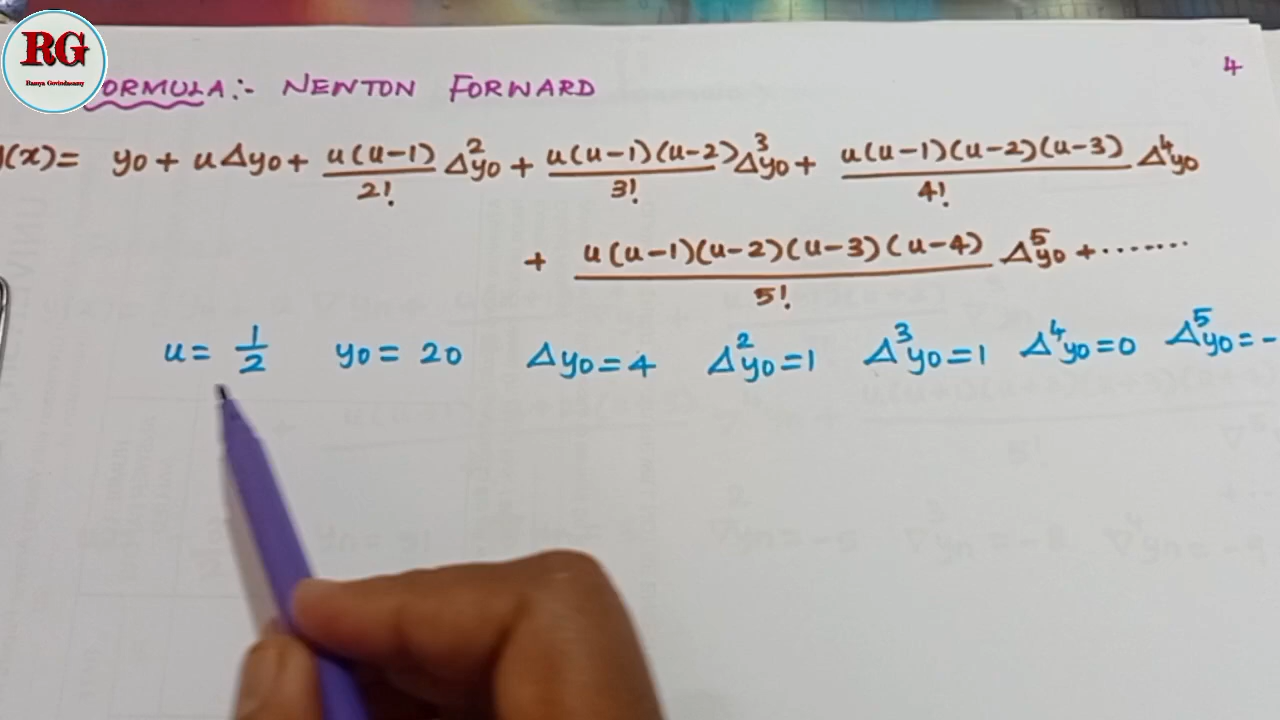 RG
Ramya Govindasamy
4
ORMULA:- NEWTON FORWARD
(x)= y0 + uΔy0 + u(u-1)/2! Δ²y0 + u(u-1)(u-2)/3! Δ³y0 + u(u-1)(u-2)(u-3)/4! Δ⁴y0
+ u(u-1)(u-2)(u-3)(u-4)/5! Δ⁵y0 + .......
u= 1/2 y0 = 20 Δy0=4 Δ²y0=1 Δ³y0=1 Δ⁴y0=0 Δ⁵y0=-